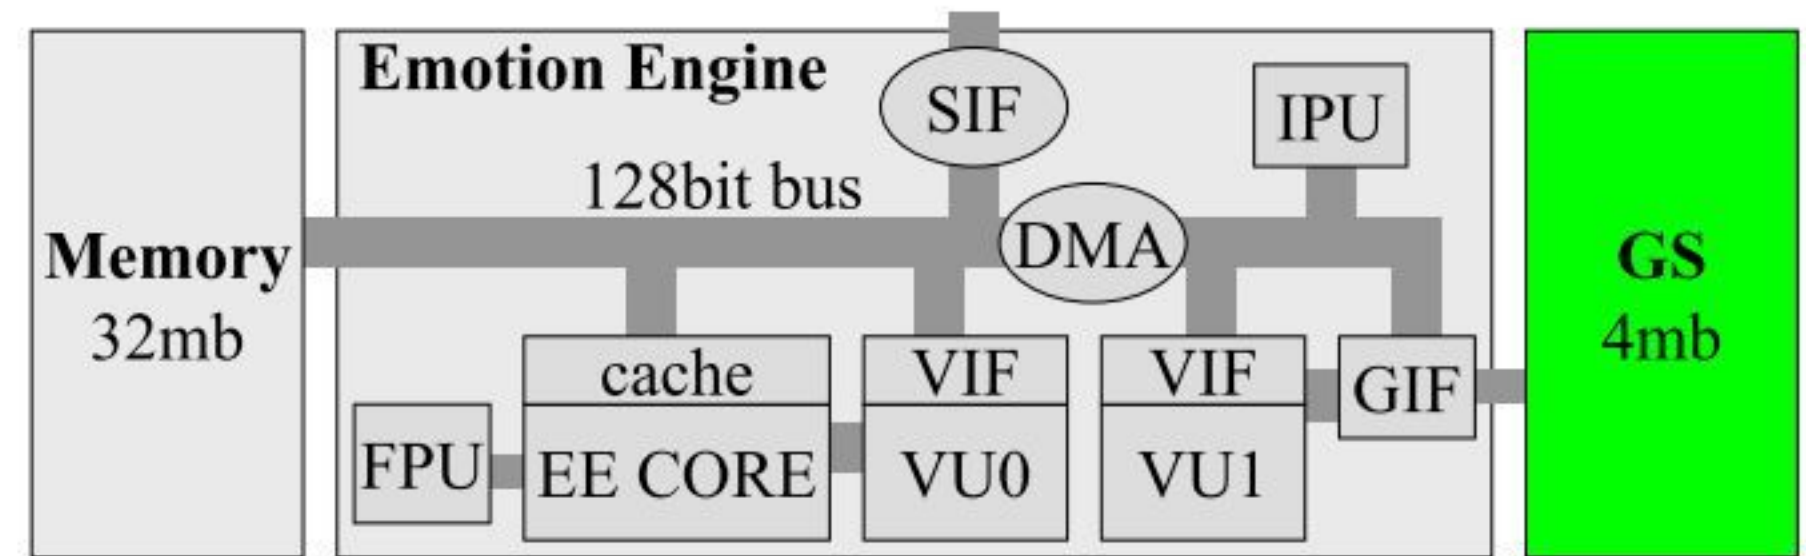 Emotion Engine
SIF
IPU
128bit bus
DMA
Memory
32mb
GS
4mb
cache
VIF
VIF
GIF
FPU
EE CORE
VU0
VU1